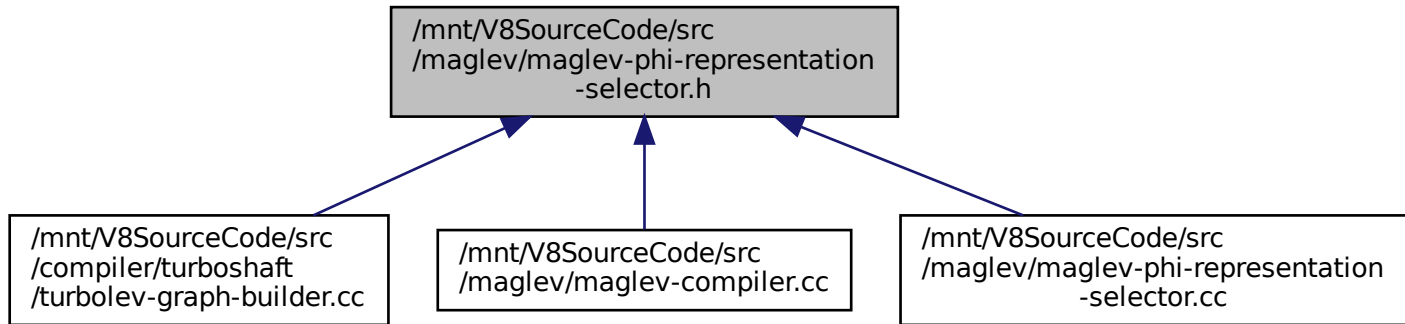 /mnt/V8SourceCode/src
/maglev/maglev-phi-representation
-selector.h
/mnt/V8SourceCode/src
/compiler/turboshaft
/turbolev-graph-builder.cc
/mnt/V8SourceCode/src
/maglev/maglev-compiler.cc
/mnt/V8SourceCode/src
/maglev/maglev-phi-representation
-selector.cc